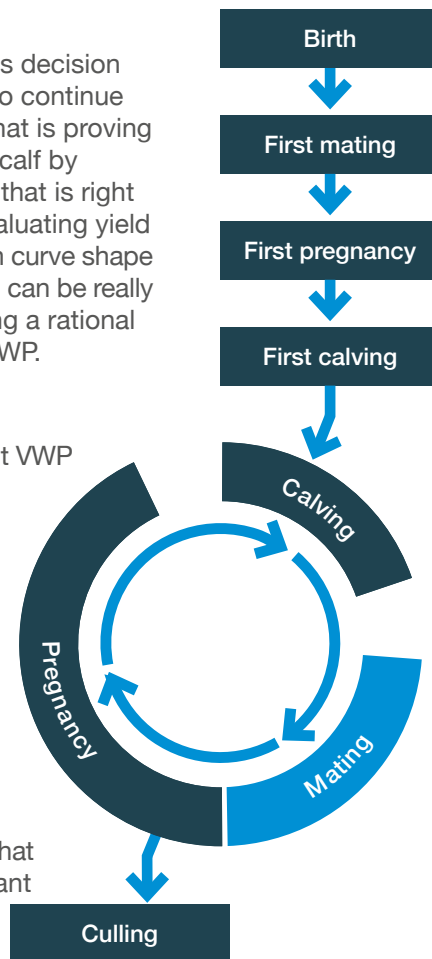 s decision
o continue
hat is proving
calf by
that is right
aluating yield
n curve shape
can be really
ng a rational
WP.
t VWP
hat
ant
Birth
First mating
First pregnancy
First calving
Calving
Mating
Pregnancy
Culling